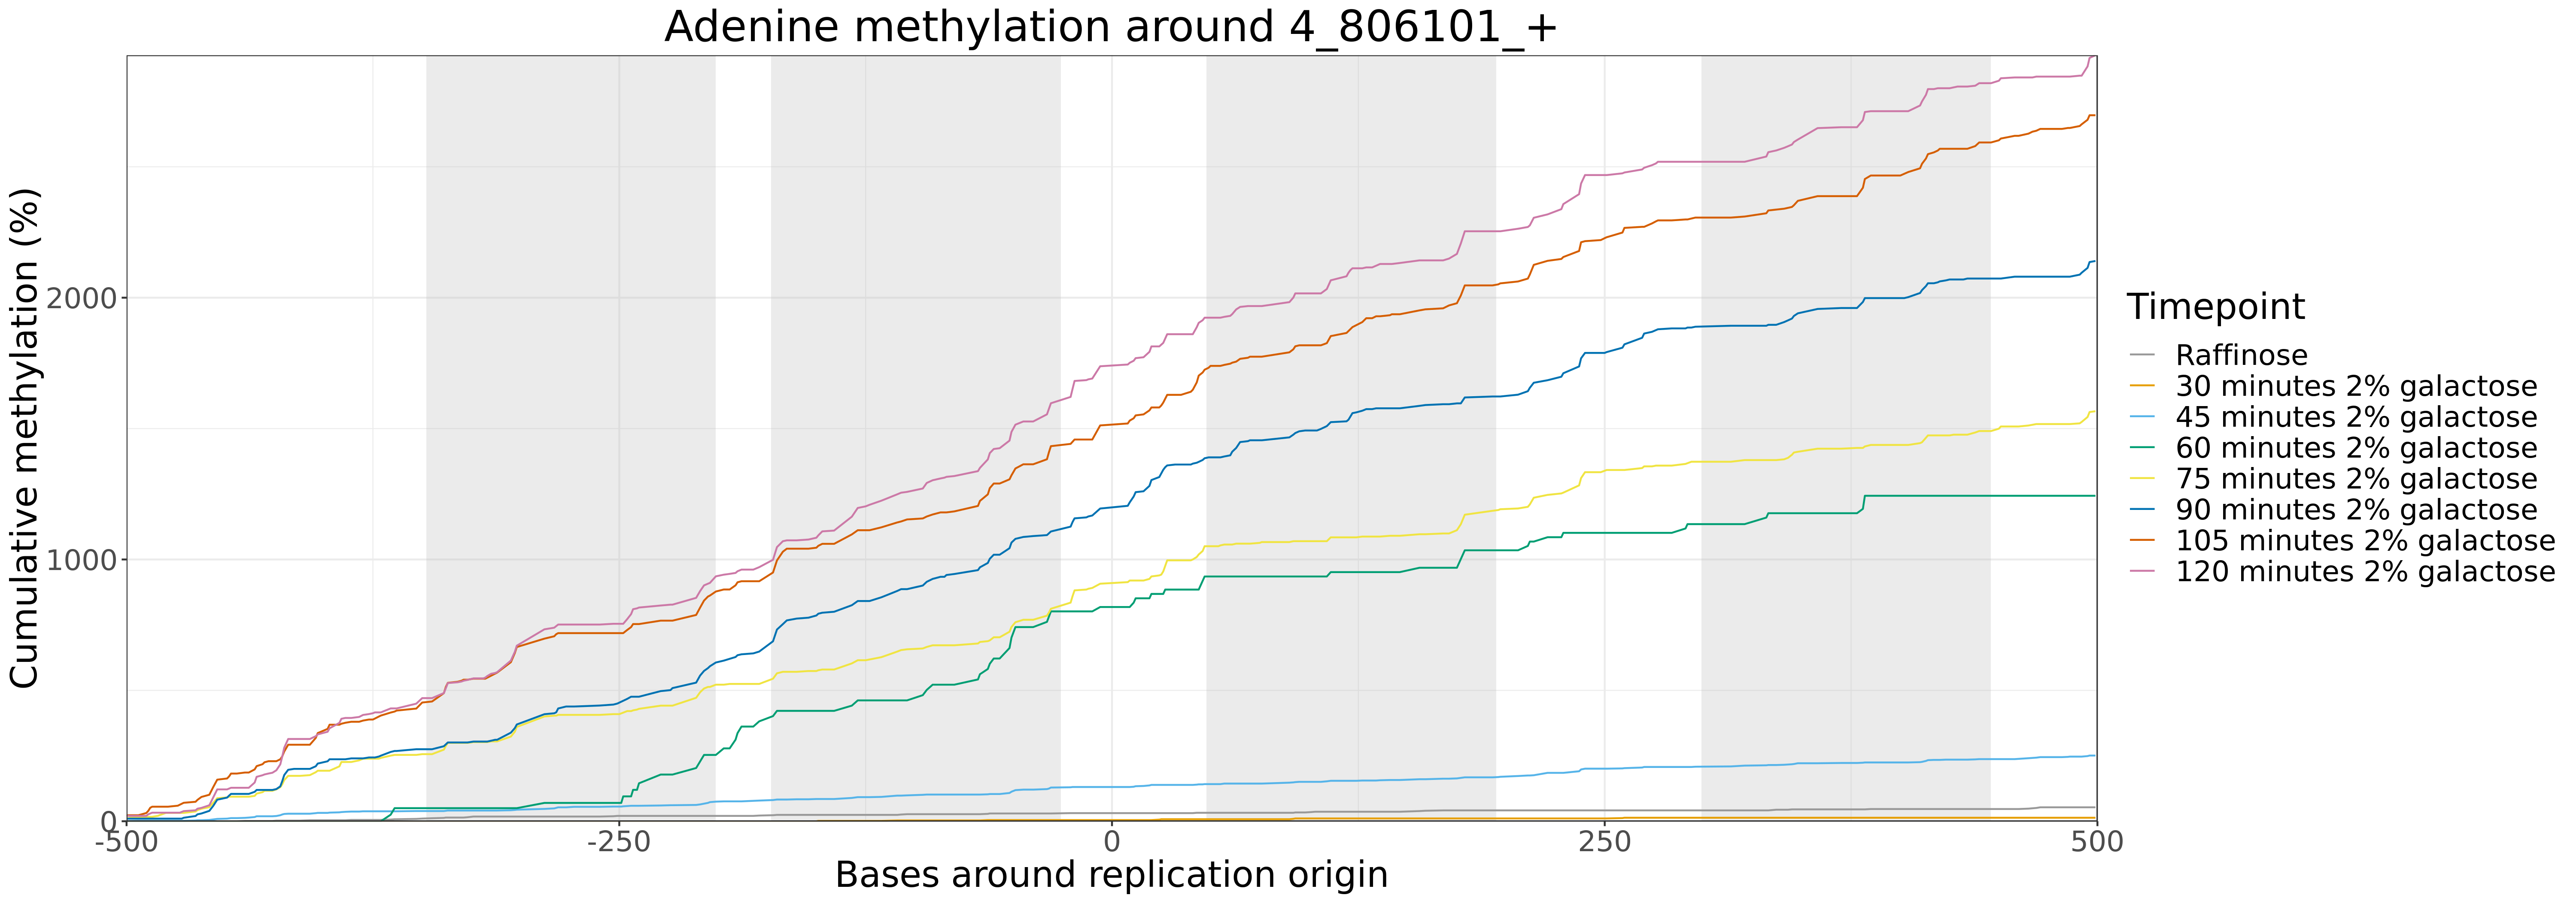 Adenine methylation around 4_806101_+
Cumulative methylation (%)
2000
1000
0
-500
-250
0
250
500
Bases around replication origin
Timepoint
Raffinose
30 minutes 2% galactose
45 minutes 2% galactose
60 minutes 2% galactose
75 minutes 2% galactose
90 minutes 2% galactose
105 minutes 2% galactose
120 minutes 2% galactose